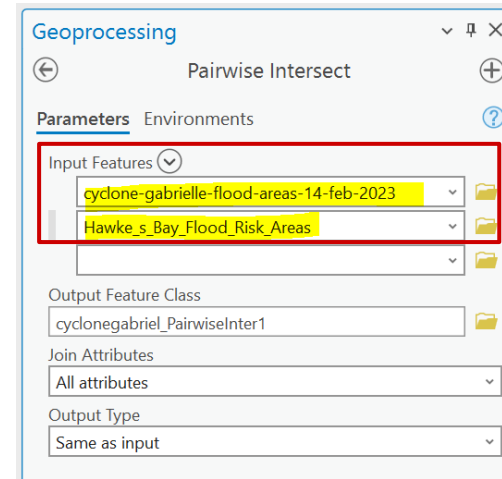 Geoprocessing
Pairwise Intersect
Parameters Environments
Input Features
cyclone-gabrielle-flood-areas-14-feb-2023
Hawke_s_Bay_Flood_Risk_Areas
Output Feature Class
cyclonegabriel_PairwiseInter1
Join Attributes
All attributes
Output Type
Same as input